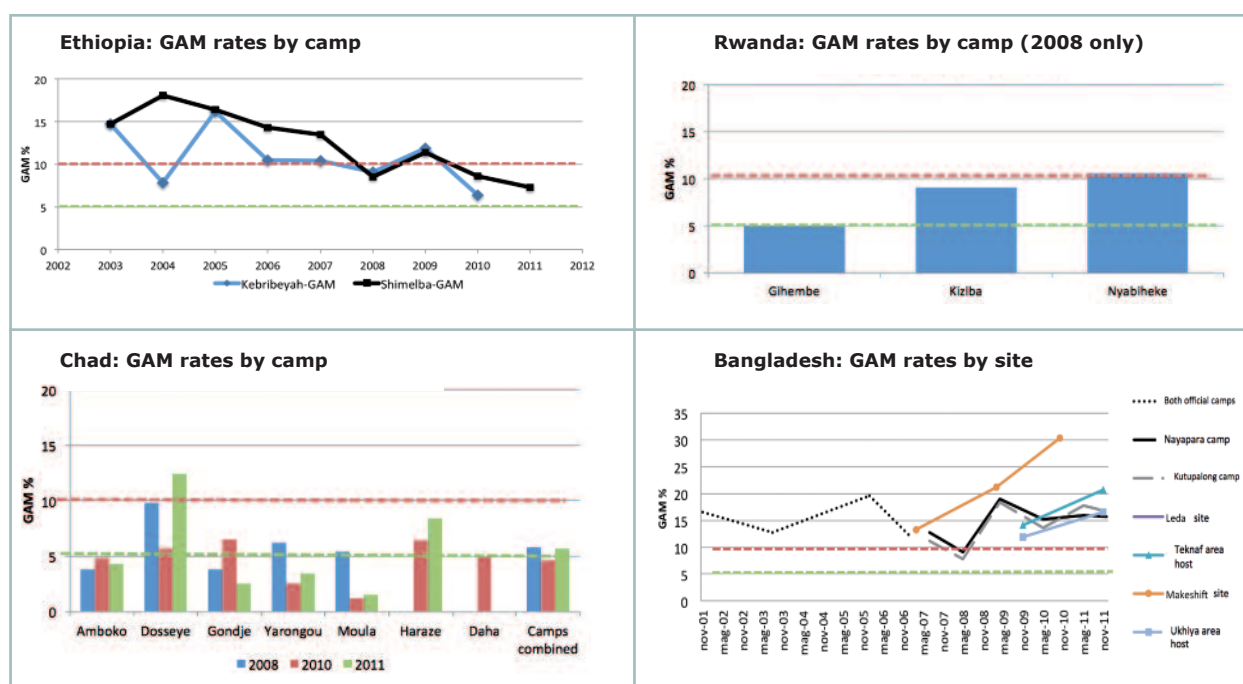 Ethiopia: GAM rates by camp
20
15
10
5
0
GAM %
2002 2003 2004 2005 2006 2007 2008 2009 2010 2011 2012
Kebribeyah-GAM Shimelba-GAM
Rwanda: GAM rates by camp (2008 only)
20
15
10
5
0
GAM %
Gihembe Kiziba Nyabiheke
Chad: GAM rates by camp
20
15
10
5
0
GAM %
Amboko Dosseye Gondje Yarongou Moula Haraze Daha Camps
combined
2008 2010 2011
Bangladesh: GAM rates by site
35
30
25
20
15
10
5
0
GAM %
nov-01
mag-02
nov-02
mag-03
nov-03
mag-04
nov-04
mag-05
nov-05
mag-06
nov-06
mag-07
nov-07
mag-08
nov-08
mag-09
nov-09
mag-10
nov-10
mag-11
nov-11
Both official camps
Nayapara camp
Kutupalong camp
Leda site
Teknaf area
host
Makeshift site
Ukhiya area
host